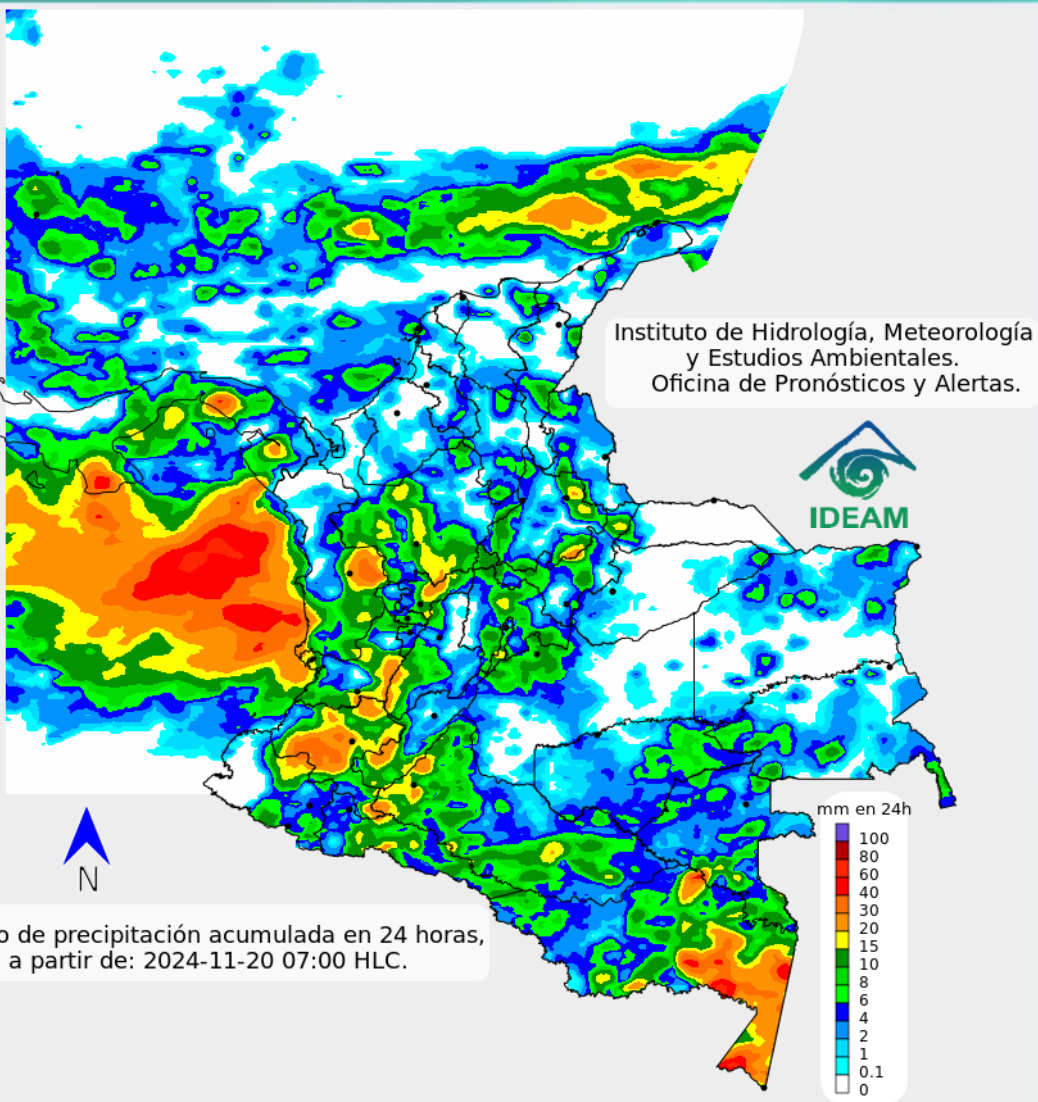 Instituto de Hidrología, Meteorología
y Estudios Ambientales.
Oficina de Pronósticos y Alertas.
IDEAM
mm en 24h
100
80
60
40
30
20
15
10
8
6
4
2
1
0.1
0
N
o de precipitación acumulada en 24 horas,
a partir de: 2024-11-20 07:00 HLC.